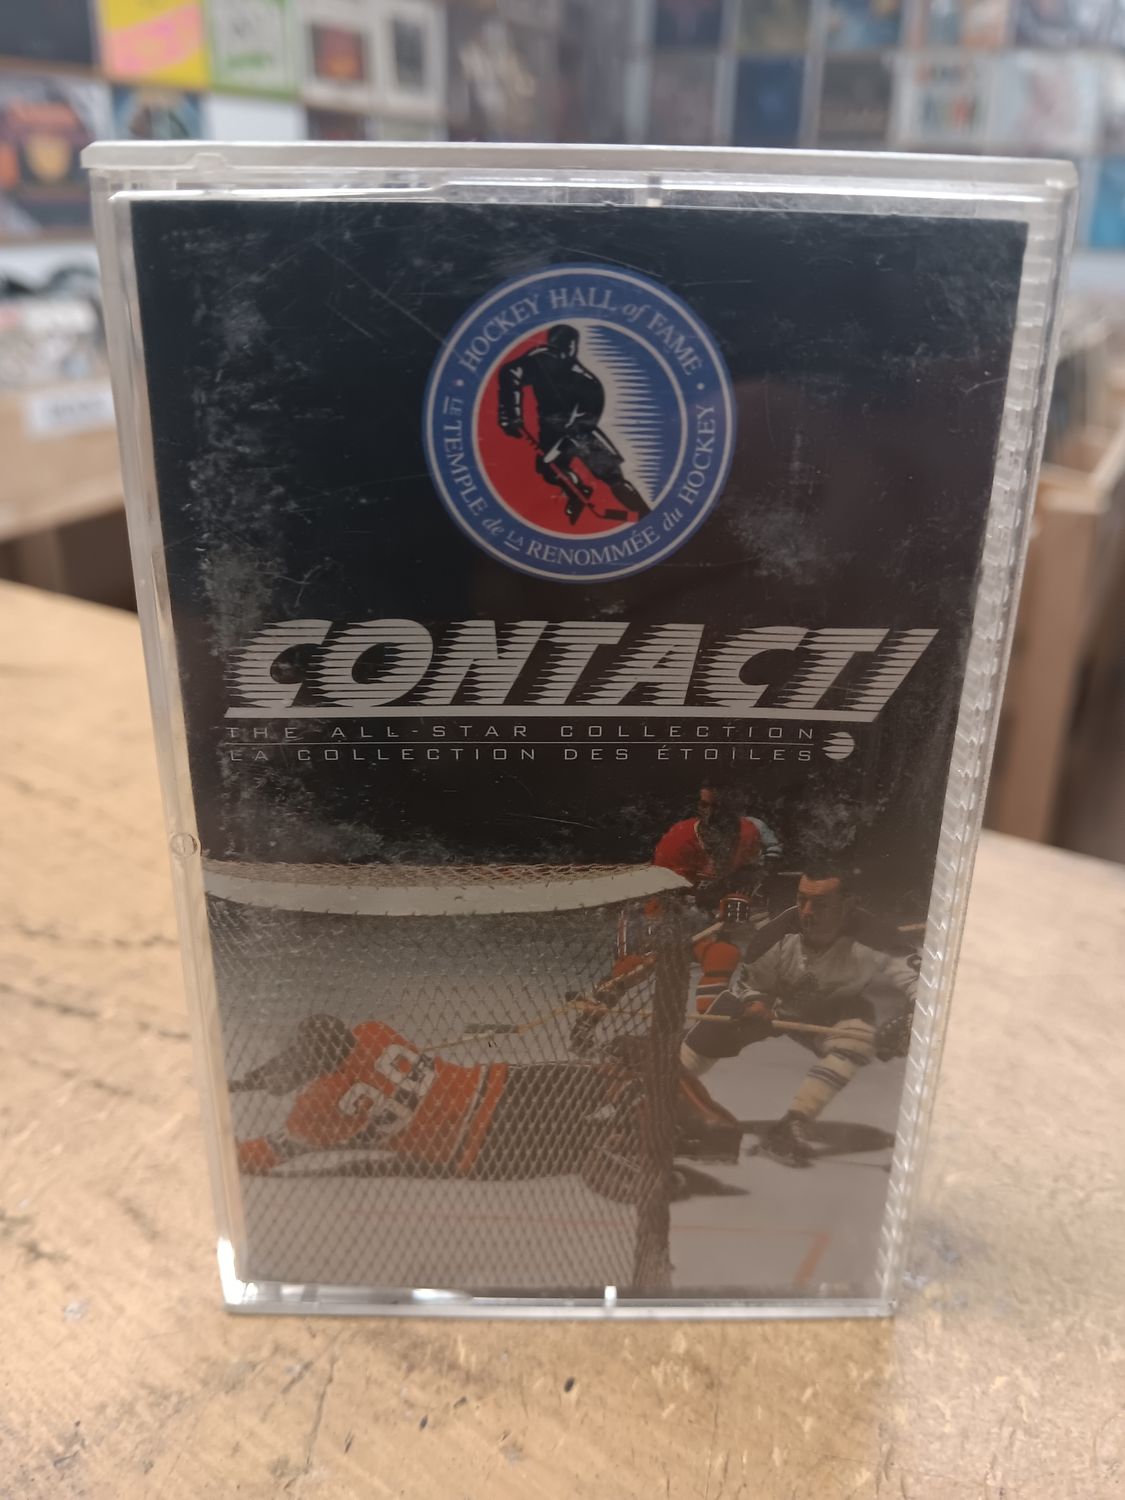 HOCKEY HALL of FAME
LE TEMPLE de LA RENOMMÉE du HOCKEY
CONTACT!
THE ALL-STAR COLLECTION
LA COLLECTION DES ÉTOILES